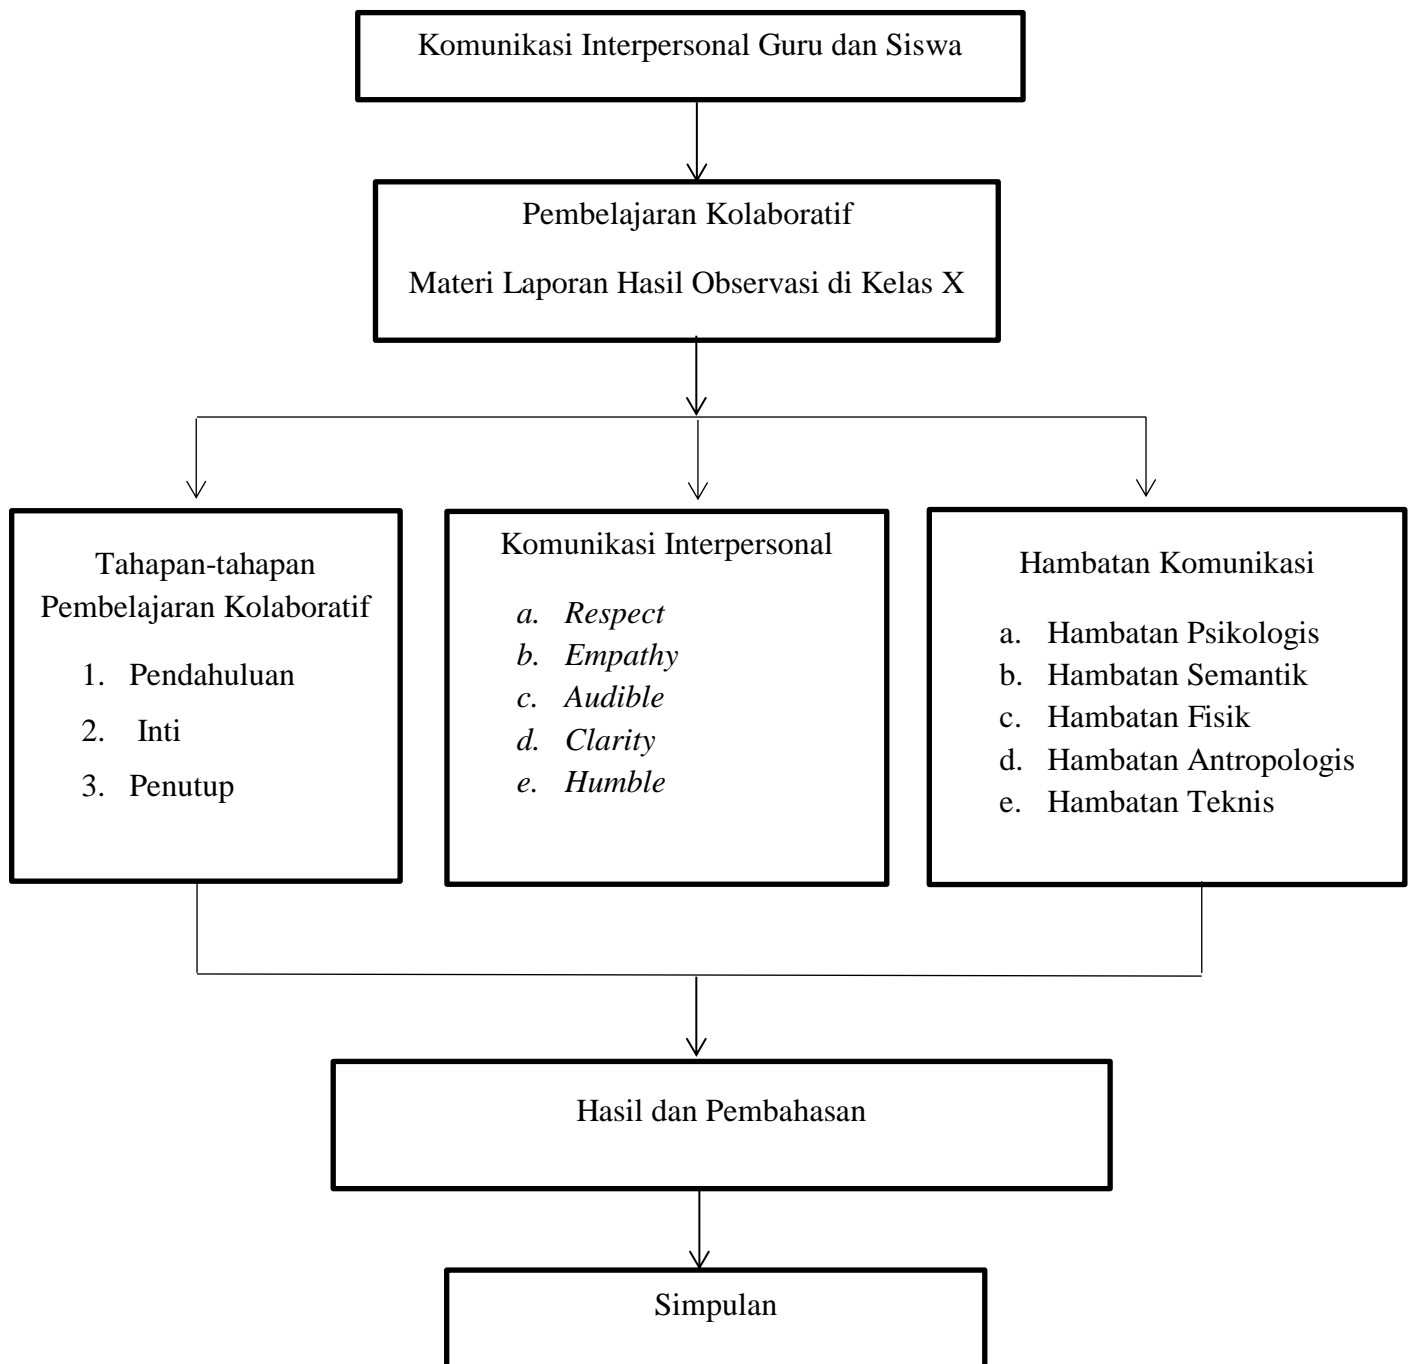 Komunikasi Interpersonal Guru dan Siswa
Pembelajaran Kolaboratif
Materi Laporan Hasil Observasi di Kelas X
Tahapan-tahapan
Pembelajaran Kolaboratif
1. Pendahuluan
2. Inti
3. Penutup
Komunikasi Interpersonal
a. Respect
b. Empathy
c. Audible
d. Clarity
e. Humble
Hambatan Komunikasi
a. Hambatan Psikologis
b. Hambatan Semantik
c. Hambatan Fisik
d. Hambatan Antropologis
e. Hambatan Teknis
Hasil dan Pembahasan
Simpulan